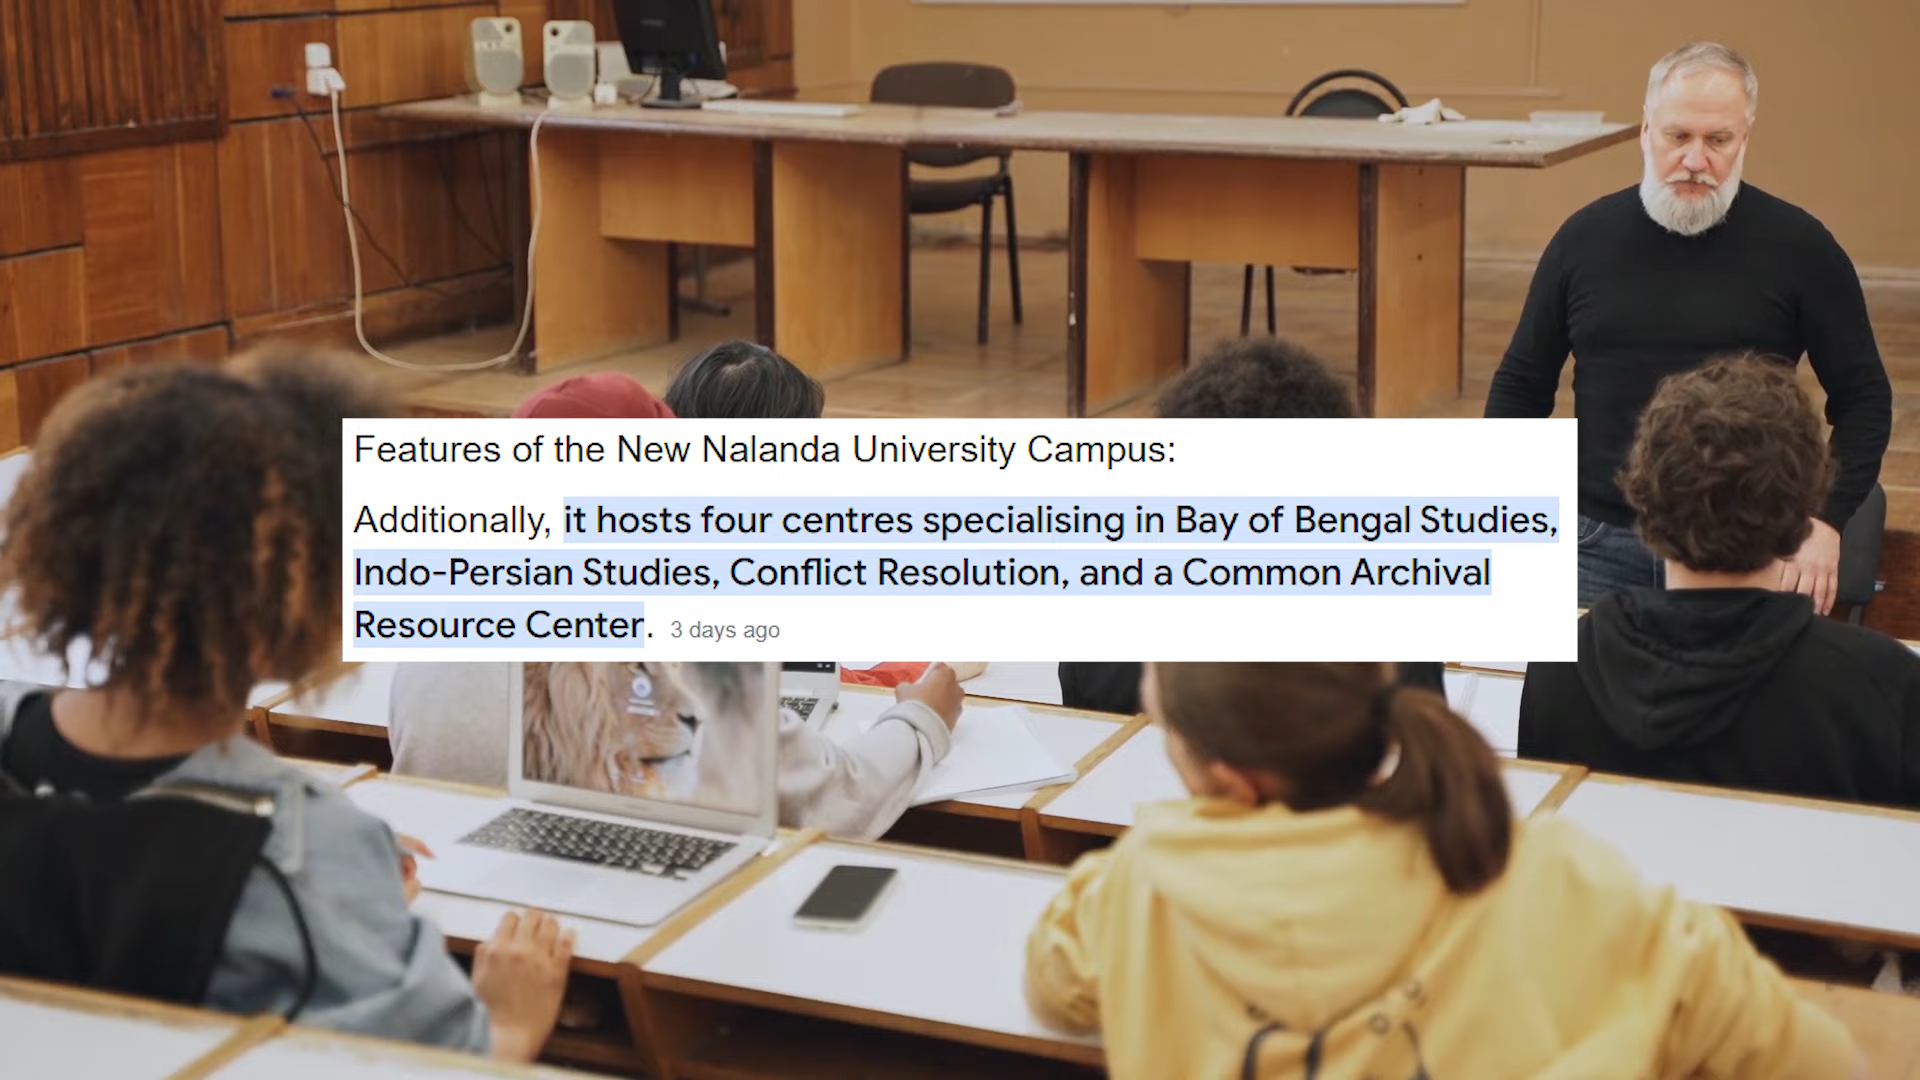 Features of the New Nalanda University Campus:
Additionally, it hosts four centres specialising in Bay of Bengal Studies,
Indo-Persian Studies, Conflict Resolution, and a Common Archival
Resource Center. 3 days ago